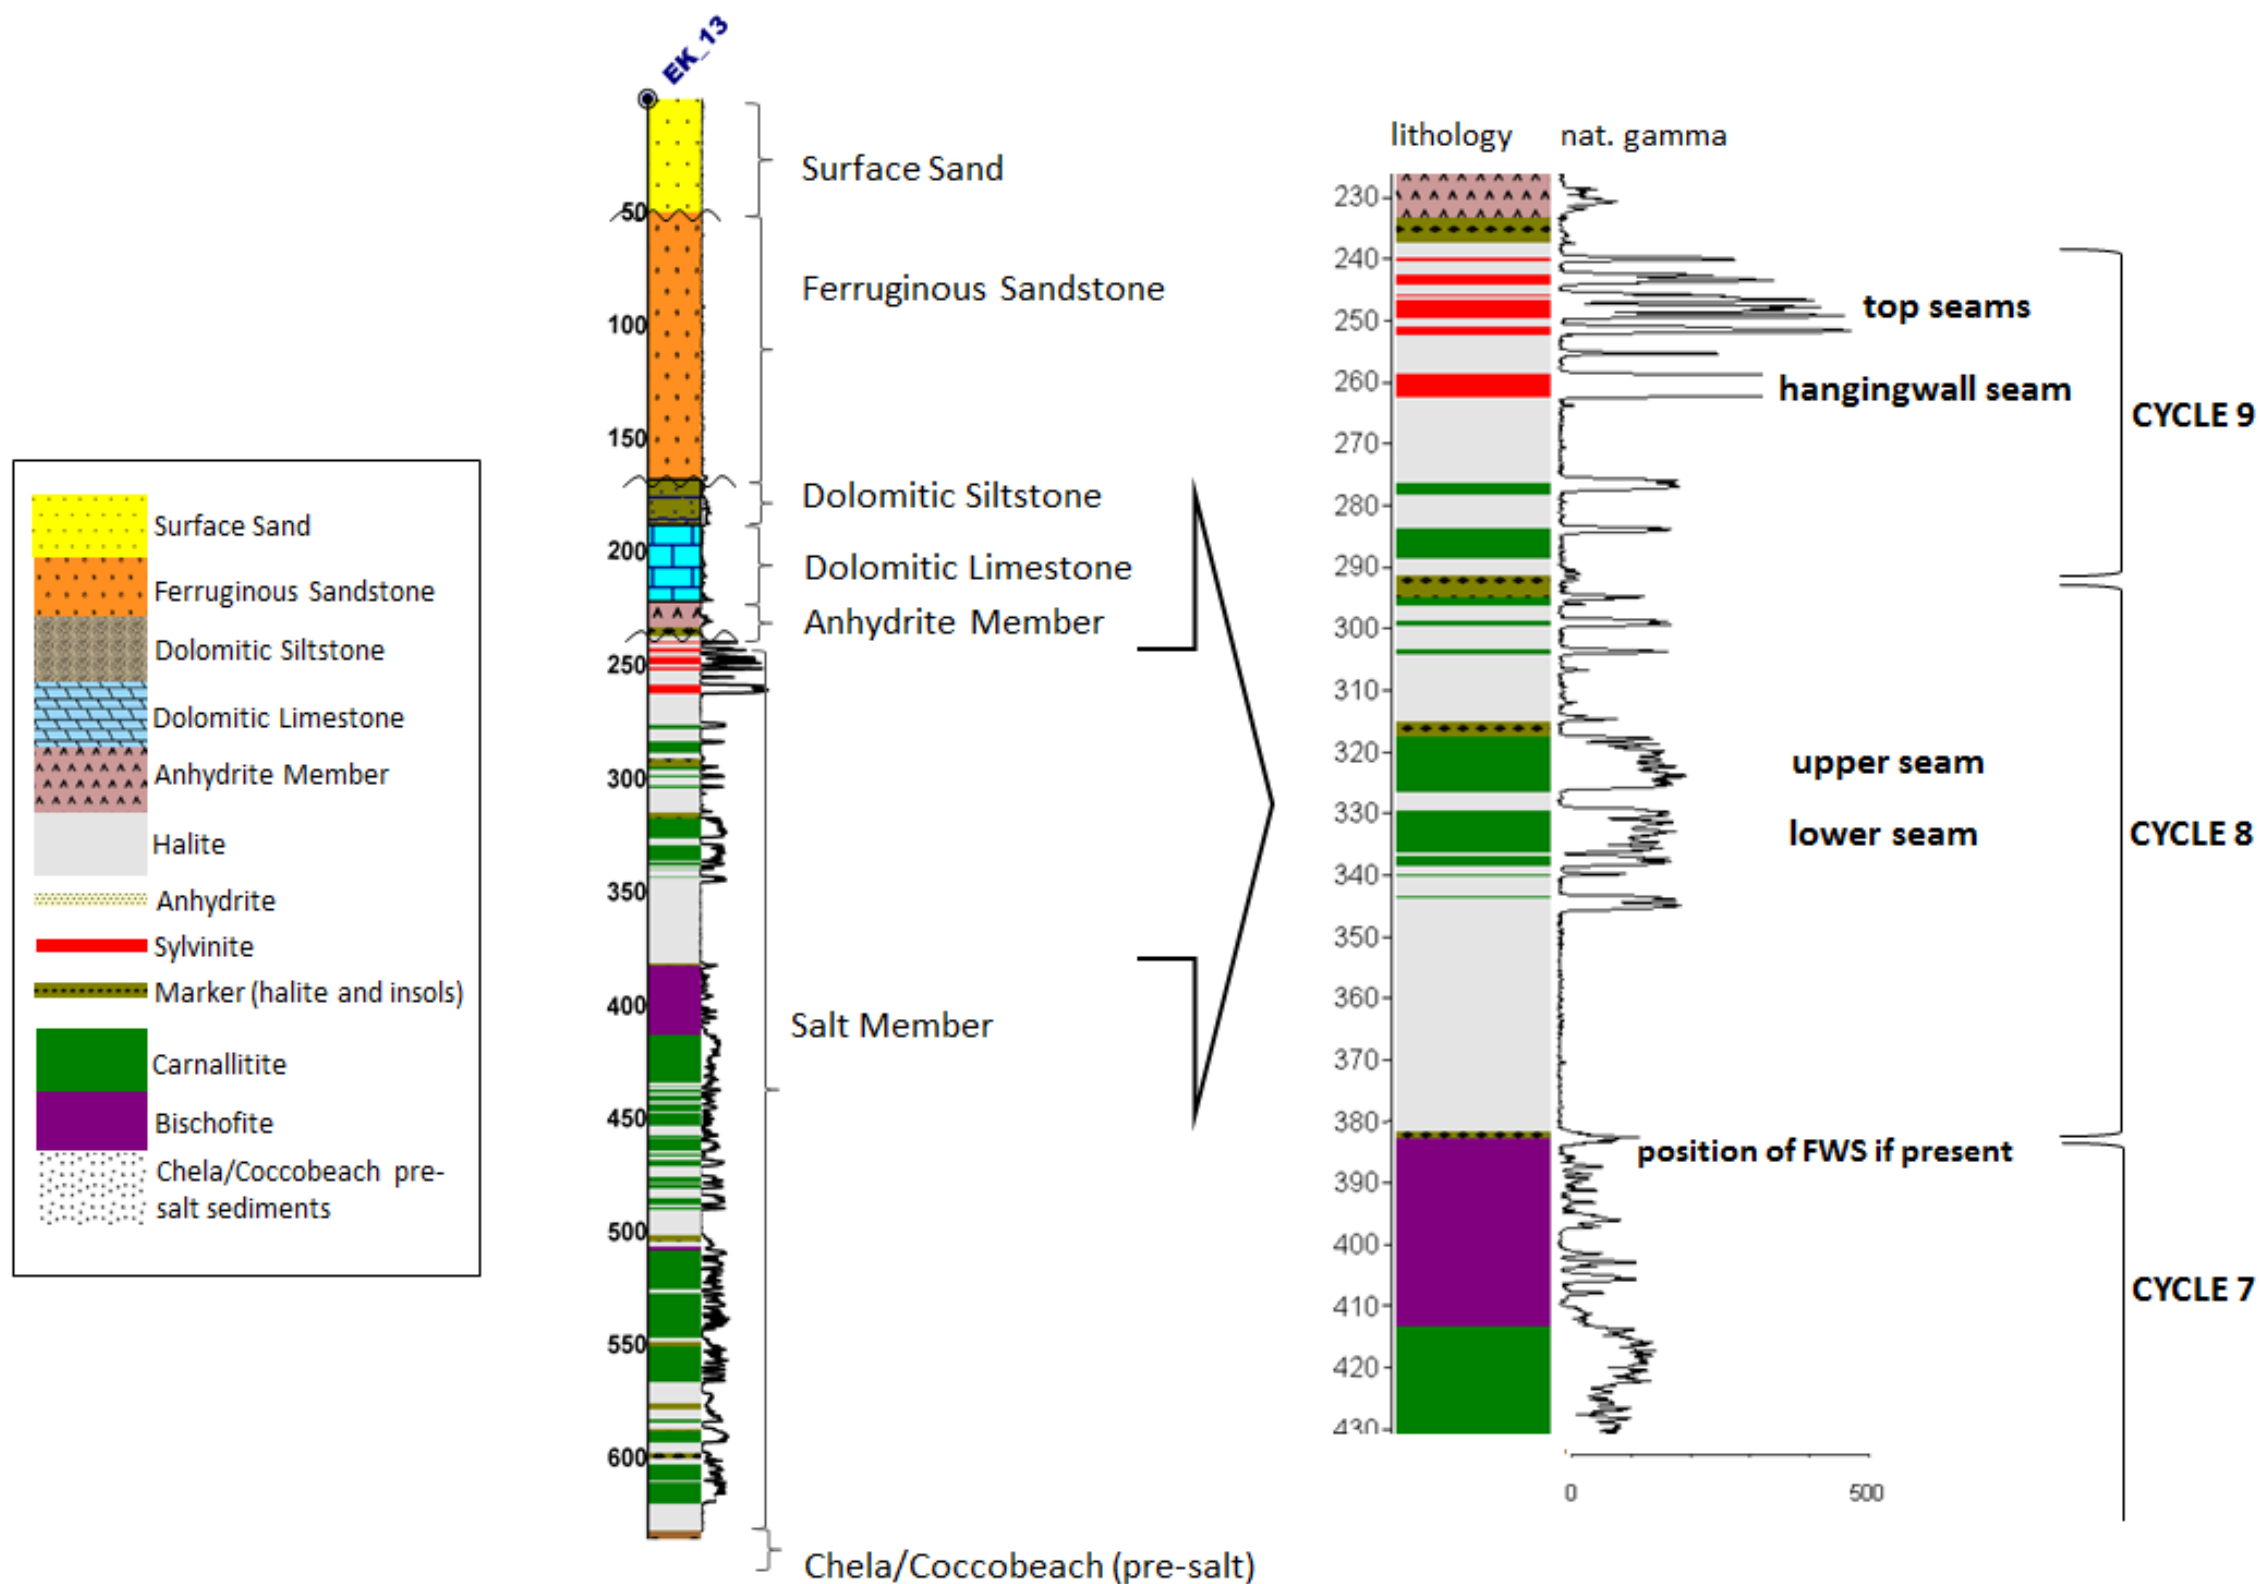 EK_13
50
100
150
200
250
300
350
400
450
500
550
600
Surface Sand
Ferruginous Sandstone
Dolomitic Siltstone
Dolomitic Limestone
Anhydrite Member
Salt Member
Chela/Coccobeach (pre-salt)
Surface Sand
Ferruginous Sandstone
Dolomitic Siltstone
Dolomitic Limestone
Anhydrite Member
Halite
Anhydrite
Sylvinite
Marker (halite and insols)
Carnallitite
Bischofite
Chela/Coccobeach pre-
salt sediments
lithology nat. gamma
230
240
250
260
270
280
290
300
310
320
330
340
350
360
370
380
390
400
410
420
430
0 500
top seams
hangingwall seam
upper seam
lower seam
position of FWS if present
CYCLE 9
CYCLE 8
CYCLE 7